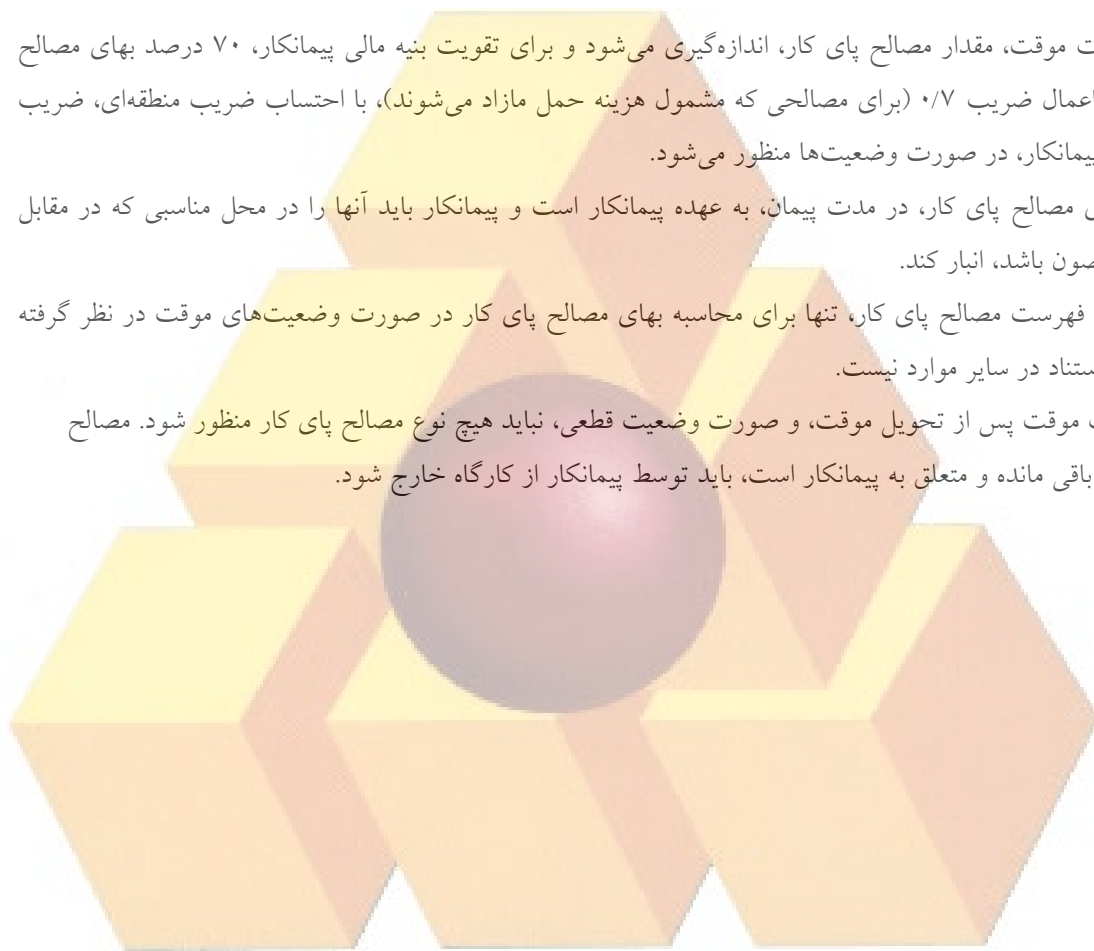 ت موقت، مقدار مصالح پای کار، اندازه‌گیری می‌شود و برای تقویت بنیه مالی پیمانکار، ۷۰ درصد بهای مصالح
اعمال ضریب ۰/۷ (برای مصالحی که مشمول هزینه حمل مازاد می‌شوند)، با احتساب ضریب منطقه‌ای، ضریب
پیمانکار، در صورت وضعیت‌ها منظور می‌شود.
ی مصالح پای کار، در مدت پیمان، به عهده پیمانکار است و پیمانکار باید آنها را در محل مناسبی که در مقابل
صون باشد، انبار کند.
فهرست مصالح پای کار، تنها برای محاسبه بهای مصالح پای کار در صورت وضعیت‌های موقت در نظر گرفته
ستناد در سایر موارد نیست.
ت موقت پس از تحویل موقت، و صورت وضعیت قطعی، نباید هیچ نوع مصالح پای کار منظور شود. مصالح
باقی مانده و متعلق به پیمانکار است، باید توسط پیمانکار از کارگاه خارج شود.